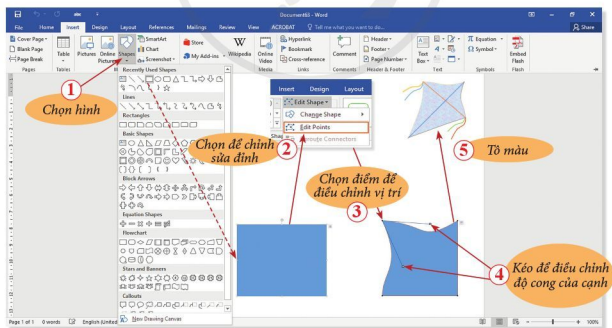 Document63 - Word
File Home Insert Design Layout References Mailings Review View ACROBAT Tell me what you want to do... Share
Cover Page
Blank Page
Page Break
Pages
Table
Tables
Pictures
Online Pictures
Shapes
SmartArt
Chart
Screenshot
Store
My Add-ins
Wikipedia
Online Video
Media
Hyperlink
Bookmark
Cross-reference
Links
Comment
Comments
Header
Footer
Page Number
Header & Footer
Text Box
Text
Equation
Symbol
Symbols
Embed Flash
Flash
Recently Used Shapes
Lines
Rectangles
Basic Shapes
Block Arrows
Equation Shapes
Flowchart
Stars and Banners
Callouts
New Drawing Canvas
1
Chọn hình
Insert Design Layout
Edit Shape
Change Shape
Edit Points
Reroute Connectors
Chọn để chỉnh
sửa đỉnh
2
Chọn điểm để
điều chỉnh vị trí
3
5
Tô màu
4
Kéo để điều chỉnh
độ cong của cạnh
Page 1 of 1 0 words English (United 100%